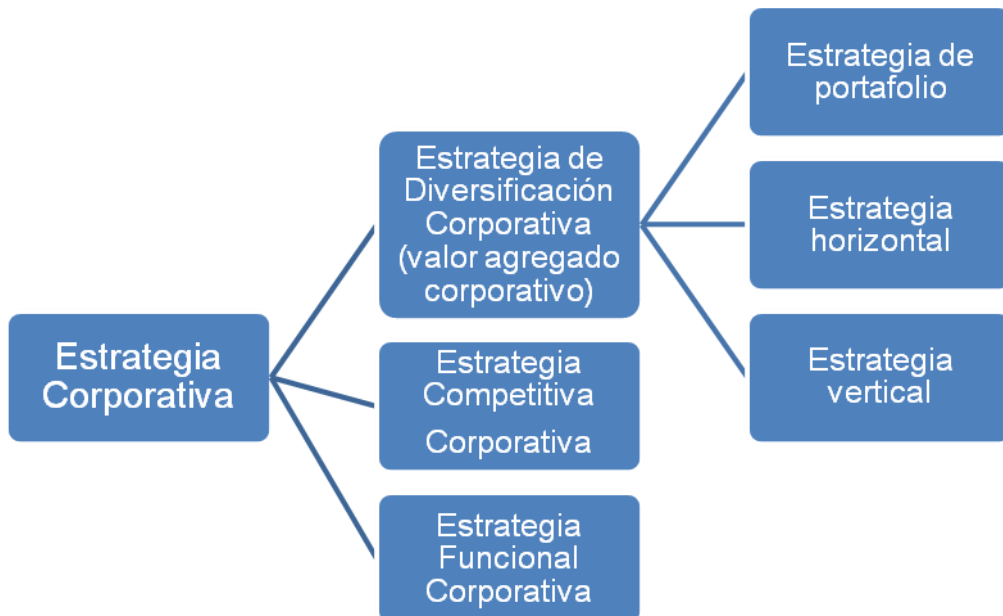 Estrategia
Corporativa
Estrategia de
Diversificación
Corporativa
(valor agregado
corporativo)
Estrategia
Competitiva
Corporativa
Estrategia
Funcional
Corporativa
Estrategia de
portafolio
Estrategia
horizontal
Estrategia
vertical